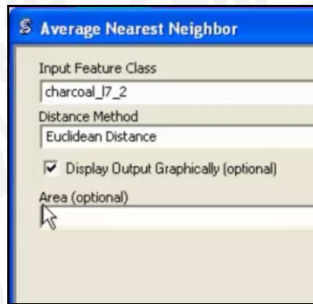 Average Nearest Neighbor
Input Feature Class
charcoal_l7_2
Distance Method
Euclidean Distance
Display Output Graphically (optional)
Area (optional)